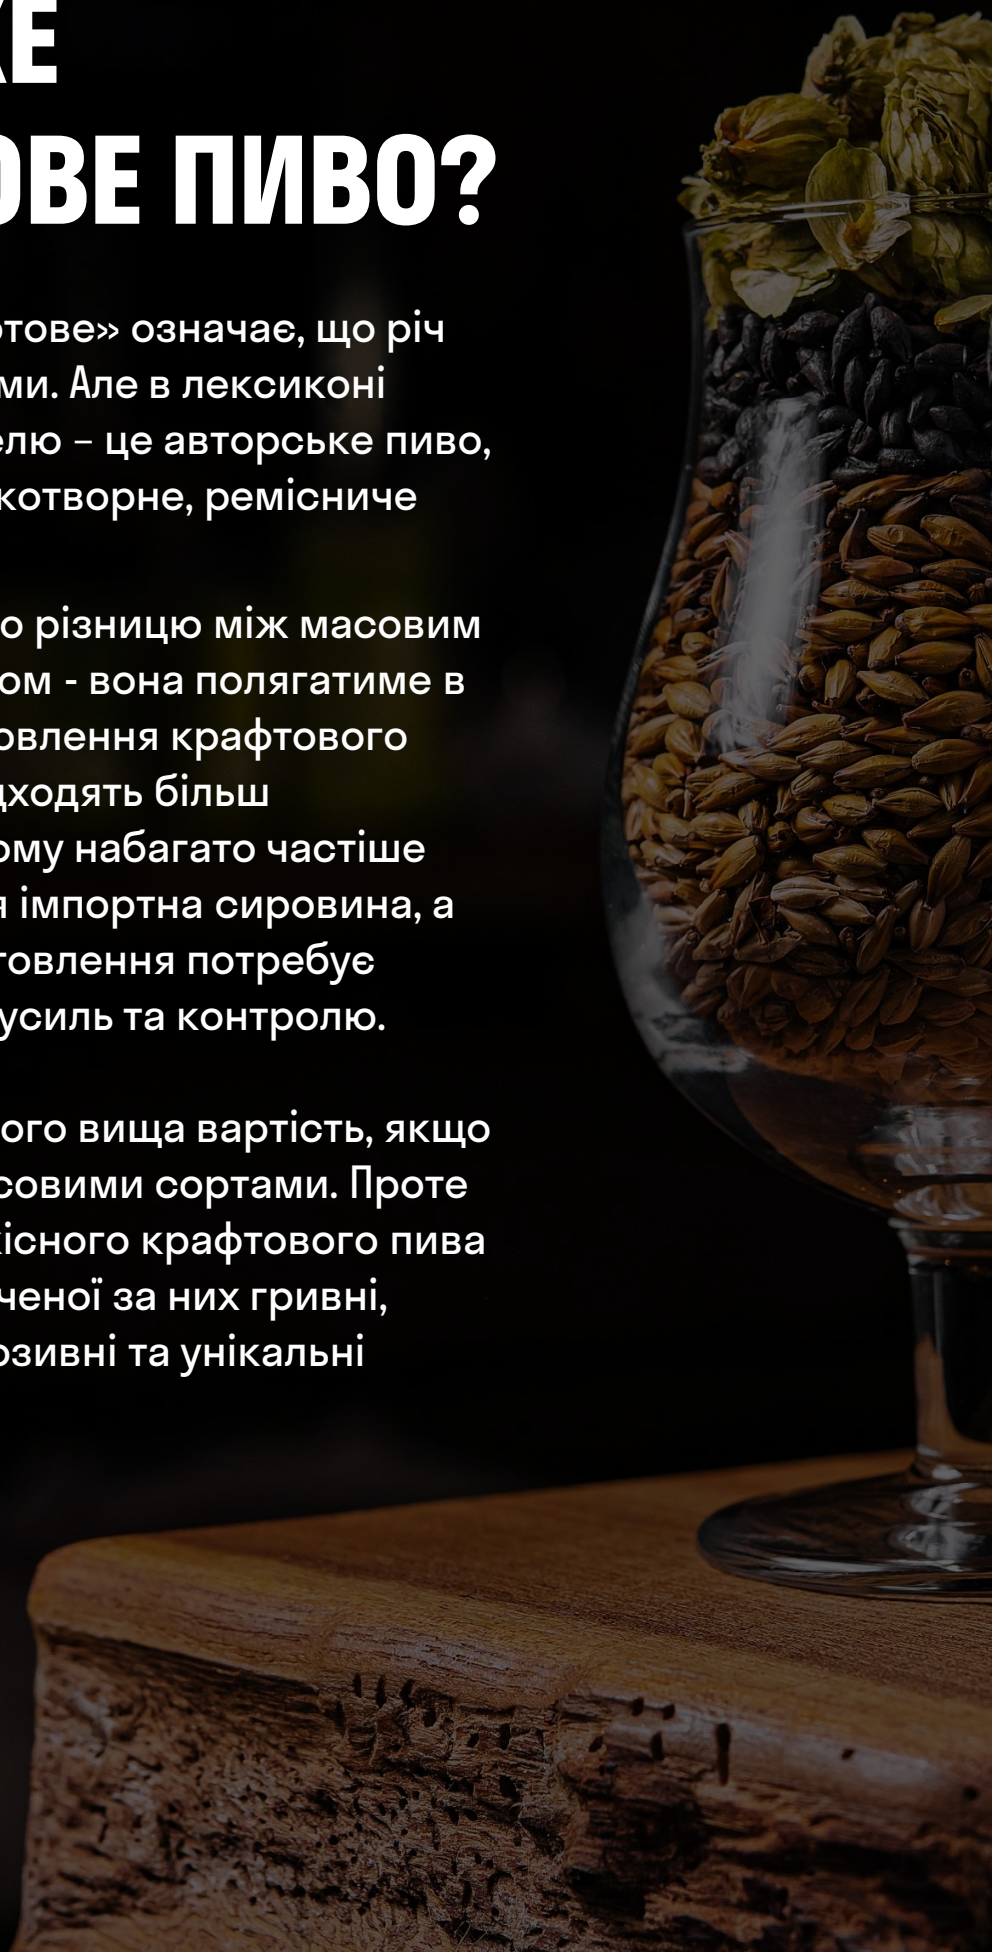 КЕ
ОВЕ ПИВО?
отове» означає, що річ
ми. Але в лексиконі
елю – це авторське пиво,
котворне, ремісниче
о різницю між масовим
ом - вона полягатиме в
овлення крафтового
дходять більш
ому набагато частіше
я імпортна сировина, а
товлення потребує
усиль та контролю.
ого вища вартість, якщо
совими сортами. Проте
кісного крафтового пива
ченої за них гривні,
озивні та унікальні